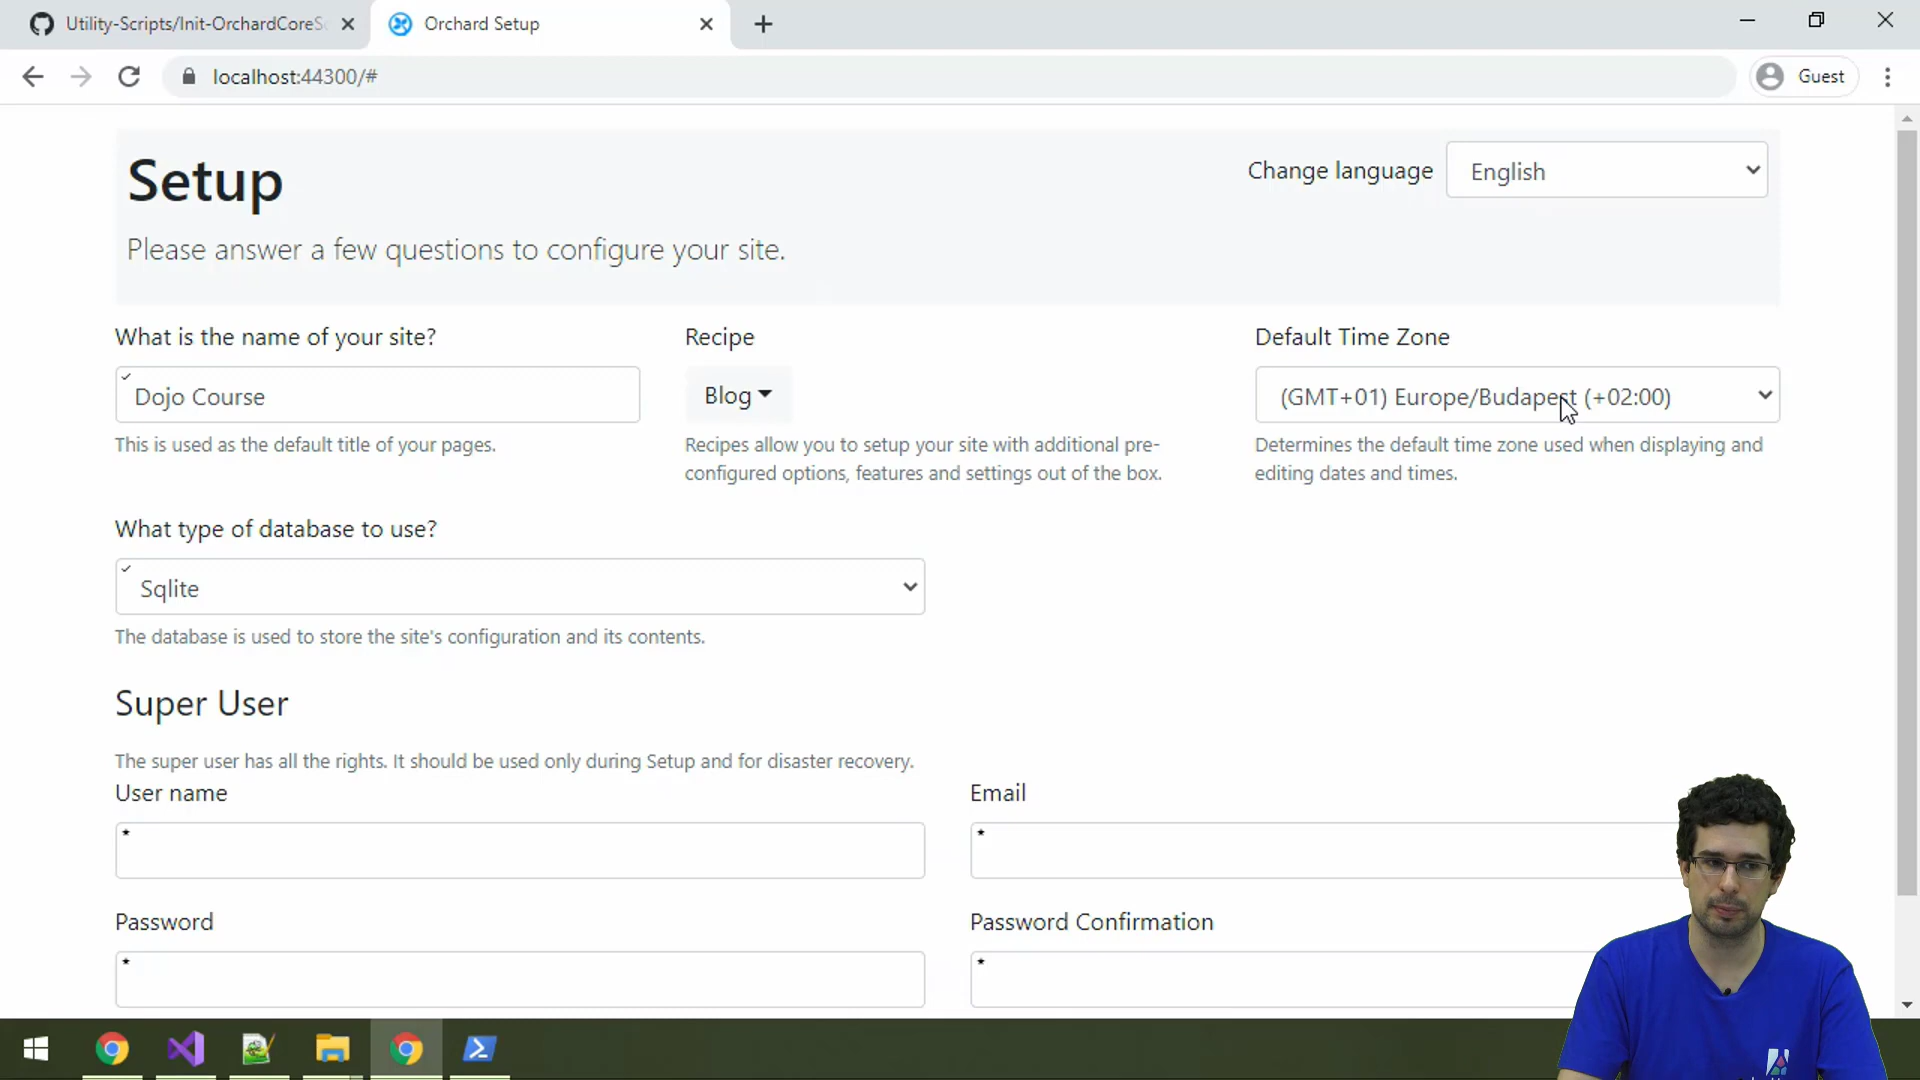 Utility-Scripts/Init-OrchardCoreSo
Orchard Setup
localhost:44300/#
Guest
Setup
Change language
English
Please answer a few questions to configure your site.
What is the name of your site?
Recipe
Default Time Zone
Dojo Course
Blog
(GMT+01) Europe/Budapest (+02:00)
This is used as the default title of your pages.
Recipes allow you to setup your site with additional pre-
configured options, features and settings out of the box.
Determines the default time zone used when displaying and
editing dates and times.
What type of database to use?
Sqlite
The database is used to store the site's configuration and its contents.
Super User
The super user has all the rights. It should be used only during Setup and for disaster recovery.
User name
Email
*
*
Password
Password Confirmation
*
*